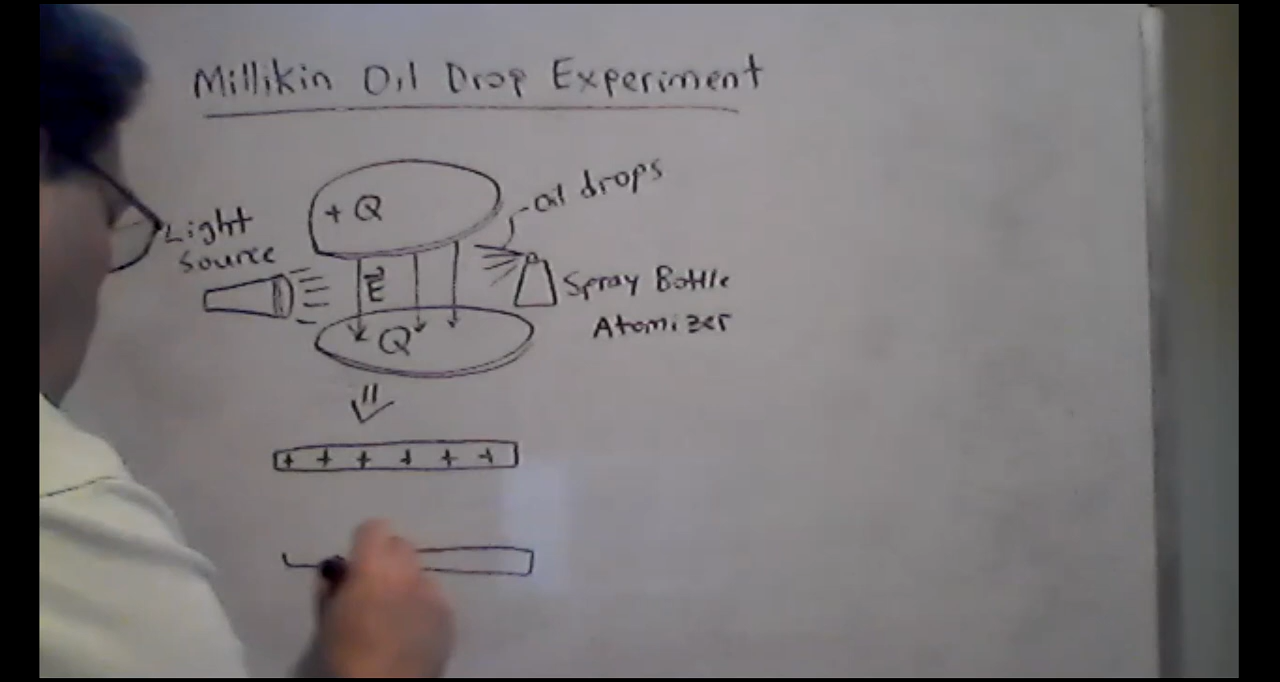 Millikin Oil Drop Experiment
oil drops
+ Q
Light
Source
E
Spray Bottle
Atomizer
Q
+ + + + + +